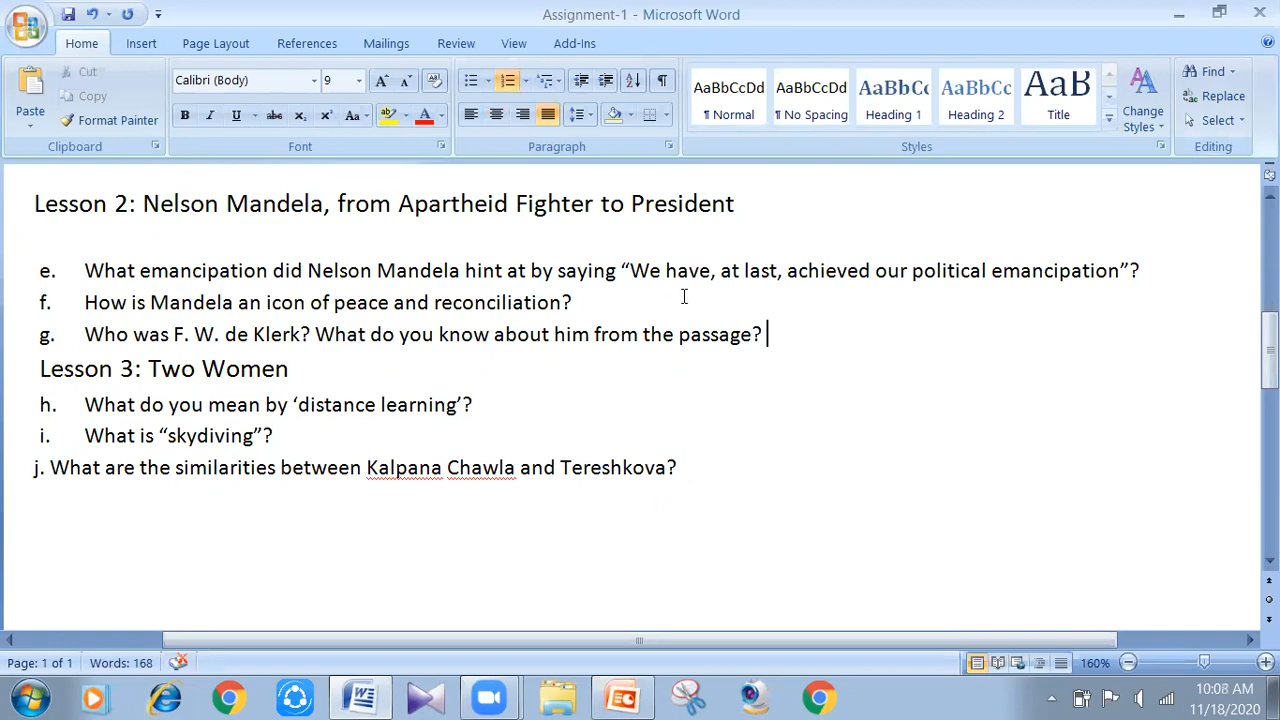 Assignment-1 - Microsoft Word
Home Insert Page Layout References Mailings Review View Add-Ins
Paste Cut Copy Format Painter
Calibri (Body) 9
AaBbCcDd AaBbCcDd AaBbCc AaBbCc AaB
¶ Normal ¶ No Spacing Heading 1 Heading 2 Title
Change Styles
Find Replace Select
Clipboard Font Paragraph Styles Editing
Lesson 2: Nelson Mandela, from Apartheid Fighter to President
e. What emancipation did Nelson Mandela hint at by saying “We have, at last, achieved our political emancipation”?
f. How is Mandela an icon of peace and reconciliation?
g. Who was F. W. de Klerk? What do you know about him from the passage?
Lesson 3: Two Women
h. What do you mean by ‘distance learning’?
i. What is “skydiving”?
j. What are the similarities between Kalpana Chawla and Tereshkova?
Page: 1 of 1 Words: 168 160%
10:08 AM
11/18/2020